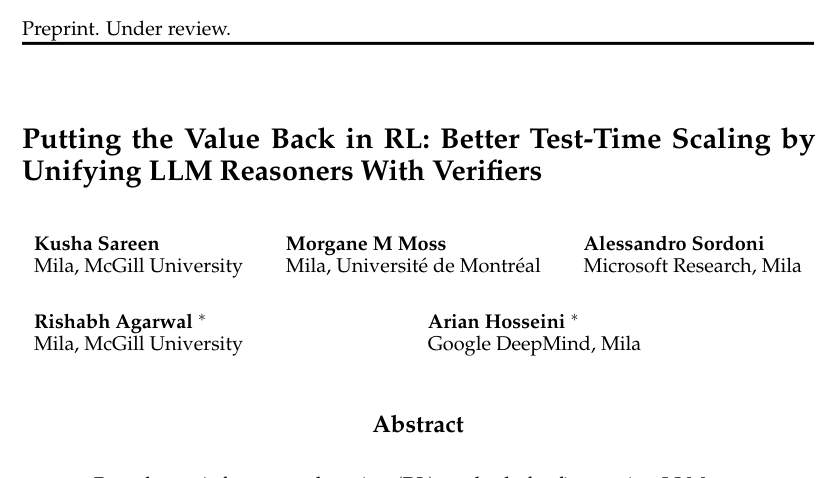 Preprint. Under review.
Putting the Value Back in RL: Better Test-Time Scaling by
Unifying LLM Reasoners With Verifiers
Kusha Sareen
Mila, McGill University
Morgane M Moss
Mila, Université de Montréal
Alessandro Sordoni
Microsoft Research, Mila
Rishabh Agarwal *
Mila, McGill University
Arian Hosseini *
Google DeepMind, Mila
Abstract